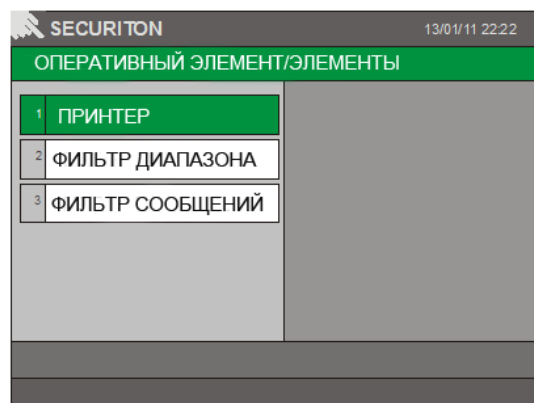 SECURITON 13/01/11 22:22
ОПЕРАТИВНЫЙ ЭЛЕМЕНТ/ЭЛЕМЕНТЫ
1 ПРИНТЕР
2 ФИЛЬТР ДИАПАЗОНА
3 ФИЛЬТР СООБЩЕНИЙ